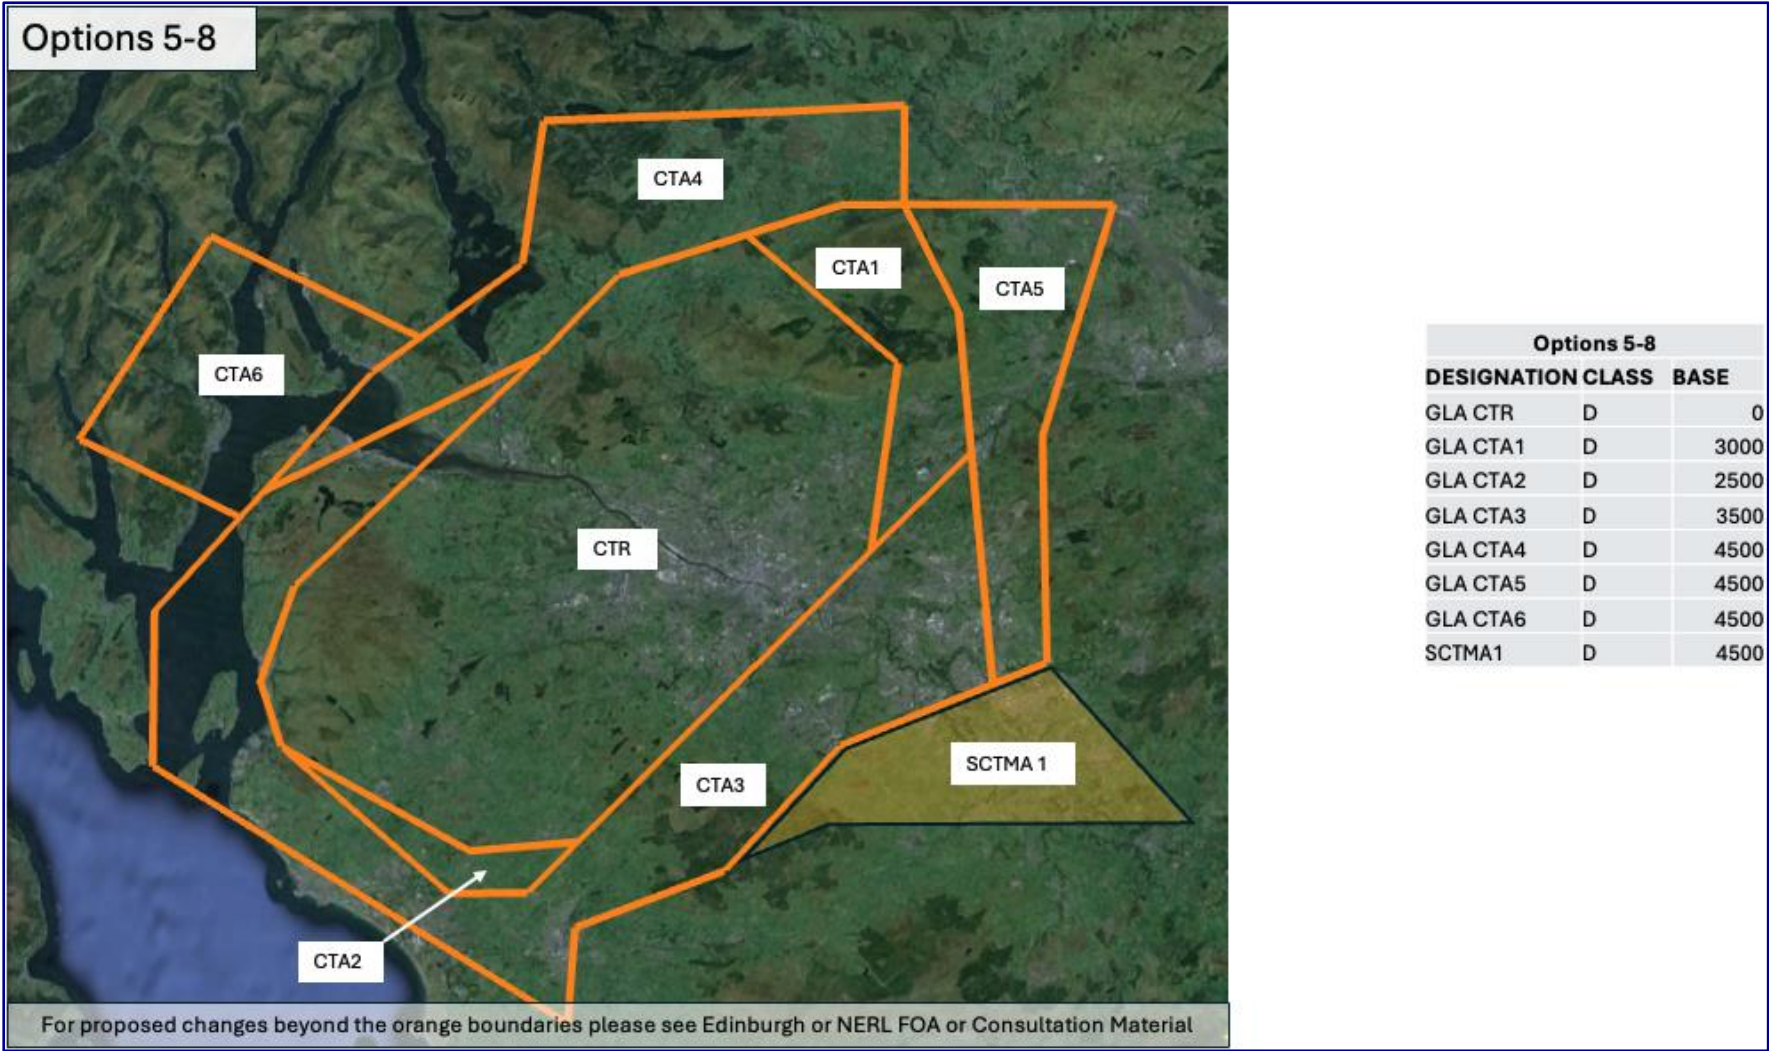 Options 5-8
CTA4
CTA1
CTA5
CTA6
CTR
SCTMA 1
CTA3
CTA2
For proposed changes beyond the orange boundaries please see Edinburgh or NERL FOA or Consultation Material
Options 5-8
DESIGNATION CLASS BASE
GLA CTR D 0
GLA CTA1 D 3000
GLA CTA2 D 2500
GLA CTA3 D 3500
GLA CTA4 D 4500
GLA CTA5 D 4500
GLA CTA6 D 4500
SCTMA1 D 4500